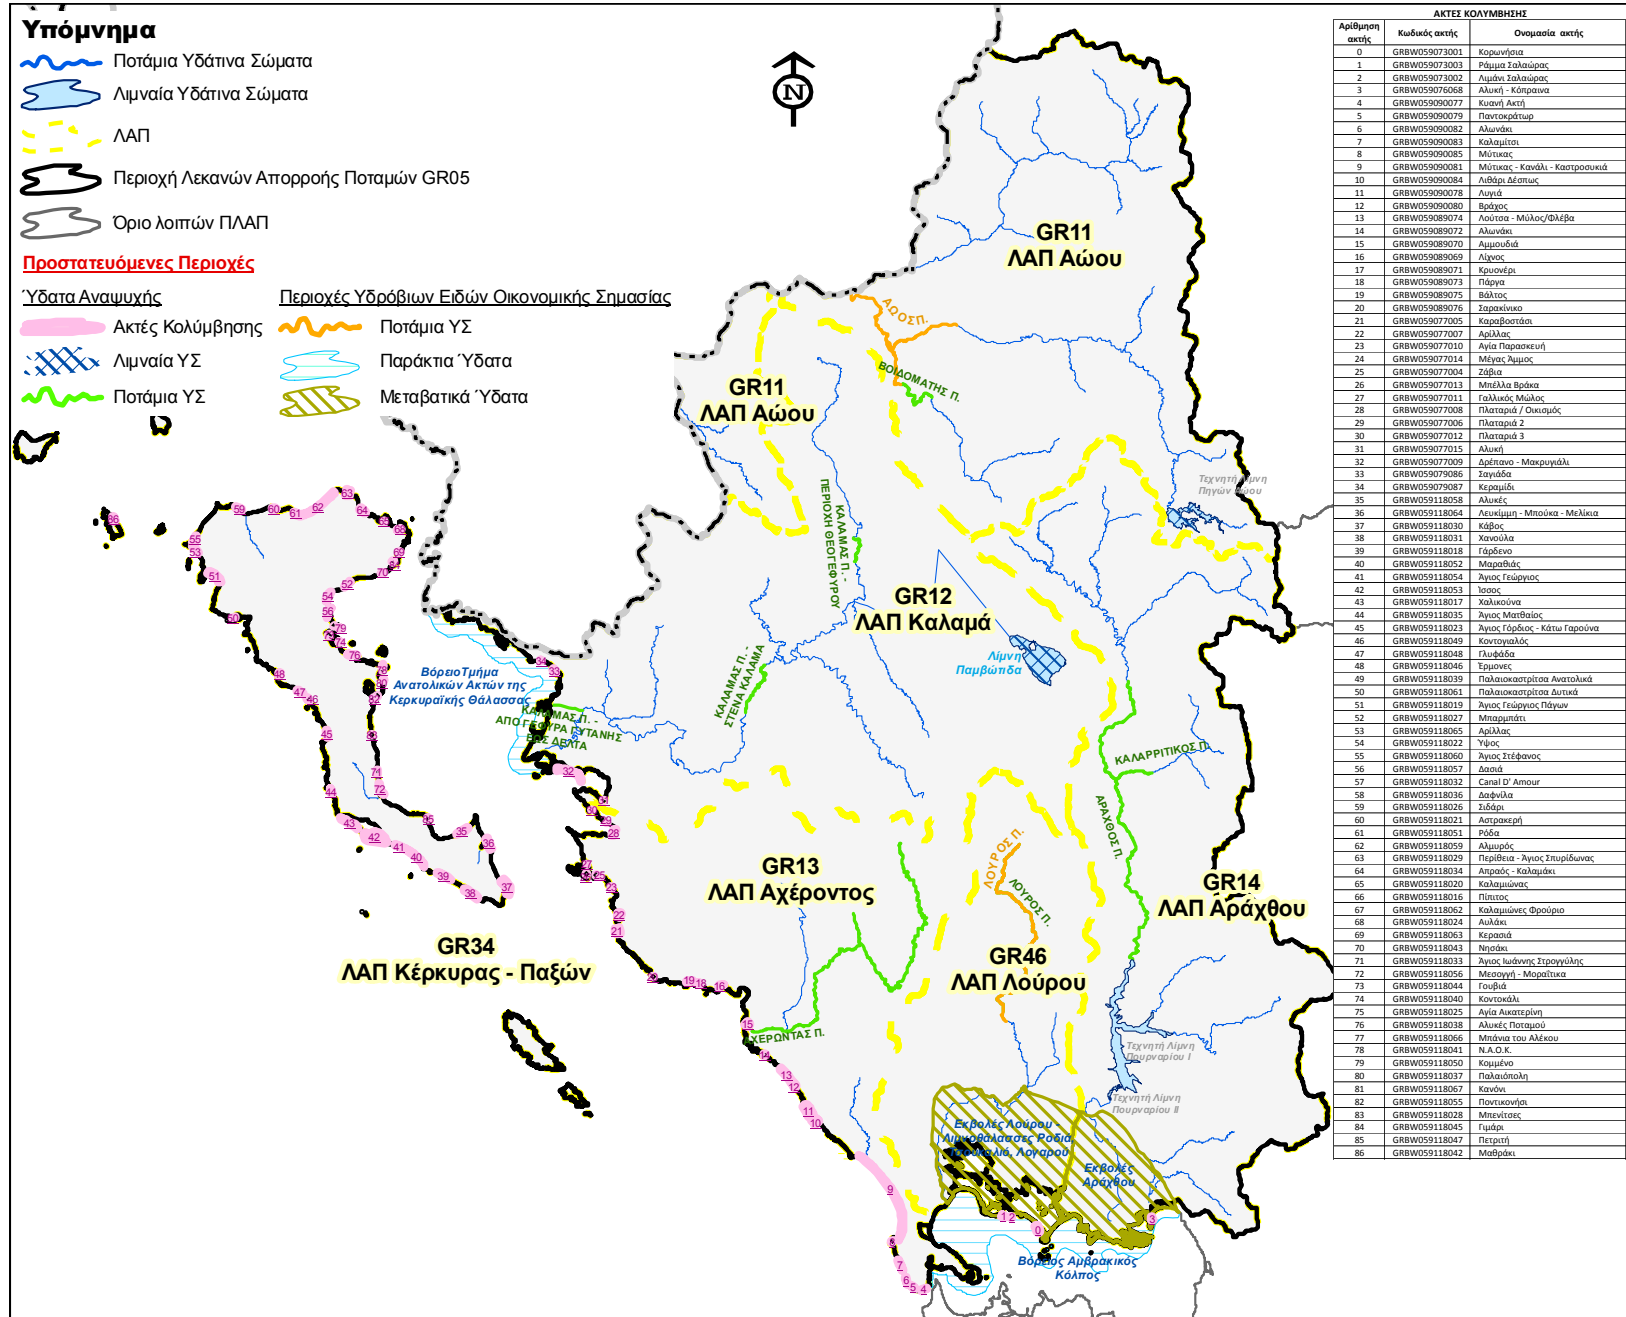 Υπόμνημα
Ποτάμια Υδάτινα Σώματα
Λιμναία Υδάτινα Σώματα
ΛΑΠ
Περιοχή Λεκανών Απορροής Ποταμών GR05
Όριο λοιπών ΠΛΑΠ
Προστατευόμενες Περιοχές
Ύδατα Αναψυχής
Ακτές Κολύμβησης
Λιμναία ΥΣ
Ποτάμια ΥΣ
Περιοχές Υδρόβιων Ειδών Οικονομικής Σημασίας
Ποτάμια ΥΣ
Παράκτια Ύδατα
Μεταβατικά Ύδατα
N
GR11
ΛΑΠ Αώου
GR11
ΛΑΠ Αώου
ΑΩΟΣ Π.
ΒΟΙΔΟΜΑΤΗΣ Π.
Τεχνητή Λίμνη
Πηγών Αώου
ΚΑΛΑΜΑΣ Π. -
ΠΕΡΙΟΧΗ ΘΕΟΓΕΦΥΡΟΥ
GR12
ΛΑΠ Καλαμά
Λίμνη
Παμβώτιδα
ΚΑΛΑΜΑΣ Π. -
ΣΤΕΝΑ ΚΑΛΑΜΑ
Βόρειο Τμήμα
Ανατολικών Ακτών της
Κερκυραϊκής Θάλασσας
ΚΑΛΑΜΑΣ Π. -
ΑΠΟ ΓΕΦΥΡΑ ΓΥΤΑΝΗΣ
ΕΩΣ ΔΕΛΤΑ
ΚΑΛΑΡΡΙΤΙΚΟΣ Π.
ΑΡΑΧΘΟΣ Π.
ΛΟΥΡΟΣ Π.
ΛΟΥΡΟΣ Π.
GR13
ΛΑΠ Αχέροντος
GR14
ΛΑΠ Αράχθου
GR34
ΛΑΠ Κέρκυρας - Παξών
GR46
ΛΑΠ Λούρου
ΑΧΕΡΩΝΤΑΣ Π.
Τεχνητή Λίμνη
Πουρναρίου Ι
Τεχνητή Λίμνη
Πουρναρίου ΙΙ
Εκβολές Λούρου -
Λιμνοθάλασσες Ροδιά,
Τσουκαλιό, Λογαρού
Εκβολές
Αράχθου
Βόρειος Αμβρακικός
Κόλπος
ΑΚΤΕΣ ΚΟΛΥΜΒΗΣΗΣ
Αρίθμηση ακτής Κωδικός ακτής Ονομασία ακτής
0 GRBW059073001 Κορωνήσια
1 GRBW059073003 Ράμμα Σαλαώρας
2 GRBW059073002 Λιμάνι Σαλαώρας
3 GRBW059076068 Αλυκή - Κόπραινα
4 GRBW059090077 Κυανή Ακτή
5 GRBW059090079 Παντοκράτωρ
6 GRBW059090082 Αλωνάκι
7 GRBW059090083 Καλαμίτσι
8 GRBW059090085 Μύτικας
9 GRBW059090081 Μύτικας - Κανάλι - Καστροσυκιά
10 GRBW059090084 Λιθάρι Δέσπως
11 GRBW059090078 Λυγιά
12 GRBW059090080 Βράχος
13 GRBW059089074 Λούτσα - Μύλος/Φλέβα
14 GRBW059089072 Αλωνάκι
15 GRBW059089070 Αμμουδιά
16 GRBW059089069 Λίχνος
17 GRBW059089071 Κρυονέρι
18 GRBW059089073 Πάργα
19 GRBW059089075 Βάλτος
20 GRBW059089076 Σαρακίνικο
21 GRBW059077005 Καραβοστάσι
22 GRBW059077007 Αρίλλας
23 GRBW059077010 Αγία Παρασκευή
24 GRBW059077014 Μέγας Άμμος
25 GRBW059077004 Ζάβια
26 GRBW059077013 Μπέλλα Βράκα
27 GRBW059077011 Γαλλικός Μώλος
28 GRBW059077008 Πλαταριά / Οικισμός
29 GRBW059077006 Πλαταριά 2
30 GRBW059077012 Πλαταριά 3
31 GRBW059077015 Αλυκή
32 GRBW059077009 Δρέπανο - Μακρυγιάλι
33 GRBW059079086 Σαγιάδα
34 GRBW059079087 Κεραμίδι
35 GRBW059118058 Αλυκές
36 GRBW059118064 Λευκίμμη - Μπούκα - Μελίκια
37 GRBW059118030 Κάβος
38 GRBW059118031 Χανούλα
39 GRBW059118018 Γάρδενο
40 GRBW059118052 Μαραθιάς
41 GRBW059118054 Άγιος Γεώργιος
42 GRBW059118053 Ίσσος
43 GRBW059118017 Χαλικούνα
44 GRBW059118035 Άγιος Ματθαίος
45 GRBW059118023 Άγιος Γόρδιος - Κάτω Γαρούνα
46 GRBW059118049 Κοντογιαλός
47 GRBW059118048 Γλυφάδα
48 GRBW059118046 Έρμονες
49 GRBW059118039 Παλαιοκαστρίτσα Ανατολικά
50 GRBW059118061 Παλαιοκαστρίτσα Δυτικά
51 GRBW059118019 Άγιος Γεώργιος Πάγων
52 GRBW059118027 Μπαρμπάτι
53 GRBW059118065 Αρίλλας
54 GRBW059118022 Ύψος
55 GRBW059118060 Άγιος Στέφανος
56 GRBW059118057 Δασιά
57 GRBW059118032 Canal D' Amour
58 GRBW059118036 Δαφνίλα
59 GRBW059118026 Σιδάρι
60 GRBW059118021 Αστρακερή
61 GRBW059118051 Ρόδα
62 GRBW059118059 Αλμυρός
63 GRBW059118029 Περίθεια - Άγιος Σπυρίδωνας
64 GRBW059118034 Απραός - Καλαμάκι
65 GRBW059118020 Καλαμιώνας
66 GRBW059118016 Πίπιτος
67 GRBW059118062 Καλαμιώνες Φρούριο
68 GRBW059118024 Αυλάκι
69 GRBW059118063 Κερασιά
70 GRBW059118043 Νησάκι
71 GRBW059118033 Άγιος Ιωάννης Στρογγύλης
72 GRBW059118056 Μεσογγή - Μοραΐτικα
73 GRBW059118044 Γουβιά
74 GRBW059118040 Κοντοκάλι
75 GRBW059118025 Αγία Αικατερίνη
76 GRBW059118038 Αλυκές Ποταμού
77 GRBW059118066 Μπάνια του Αλέκου
78 GRBW059118041 Ν.Α.Ο.Κ.
79 GRBW059118050 Κομμένο
80 GRBW059118037 Παλαιόπολη
81 GRBW059118067 Κανόνι
82 GRBW059118055 Ποντικονήσι
83 GRBW059118028 Μπενίτσες
84 GRBW059118045 Γιμάρι
85 GRBW059118047 Πετριτή
86 GRBW059118042 Μαθράκι